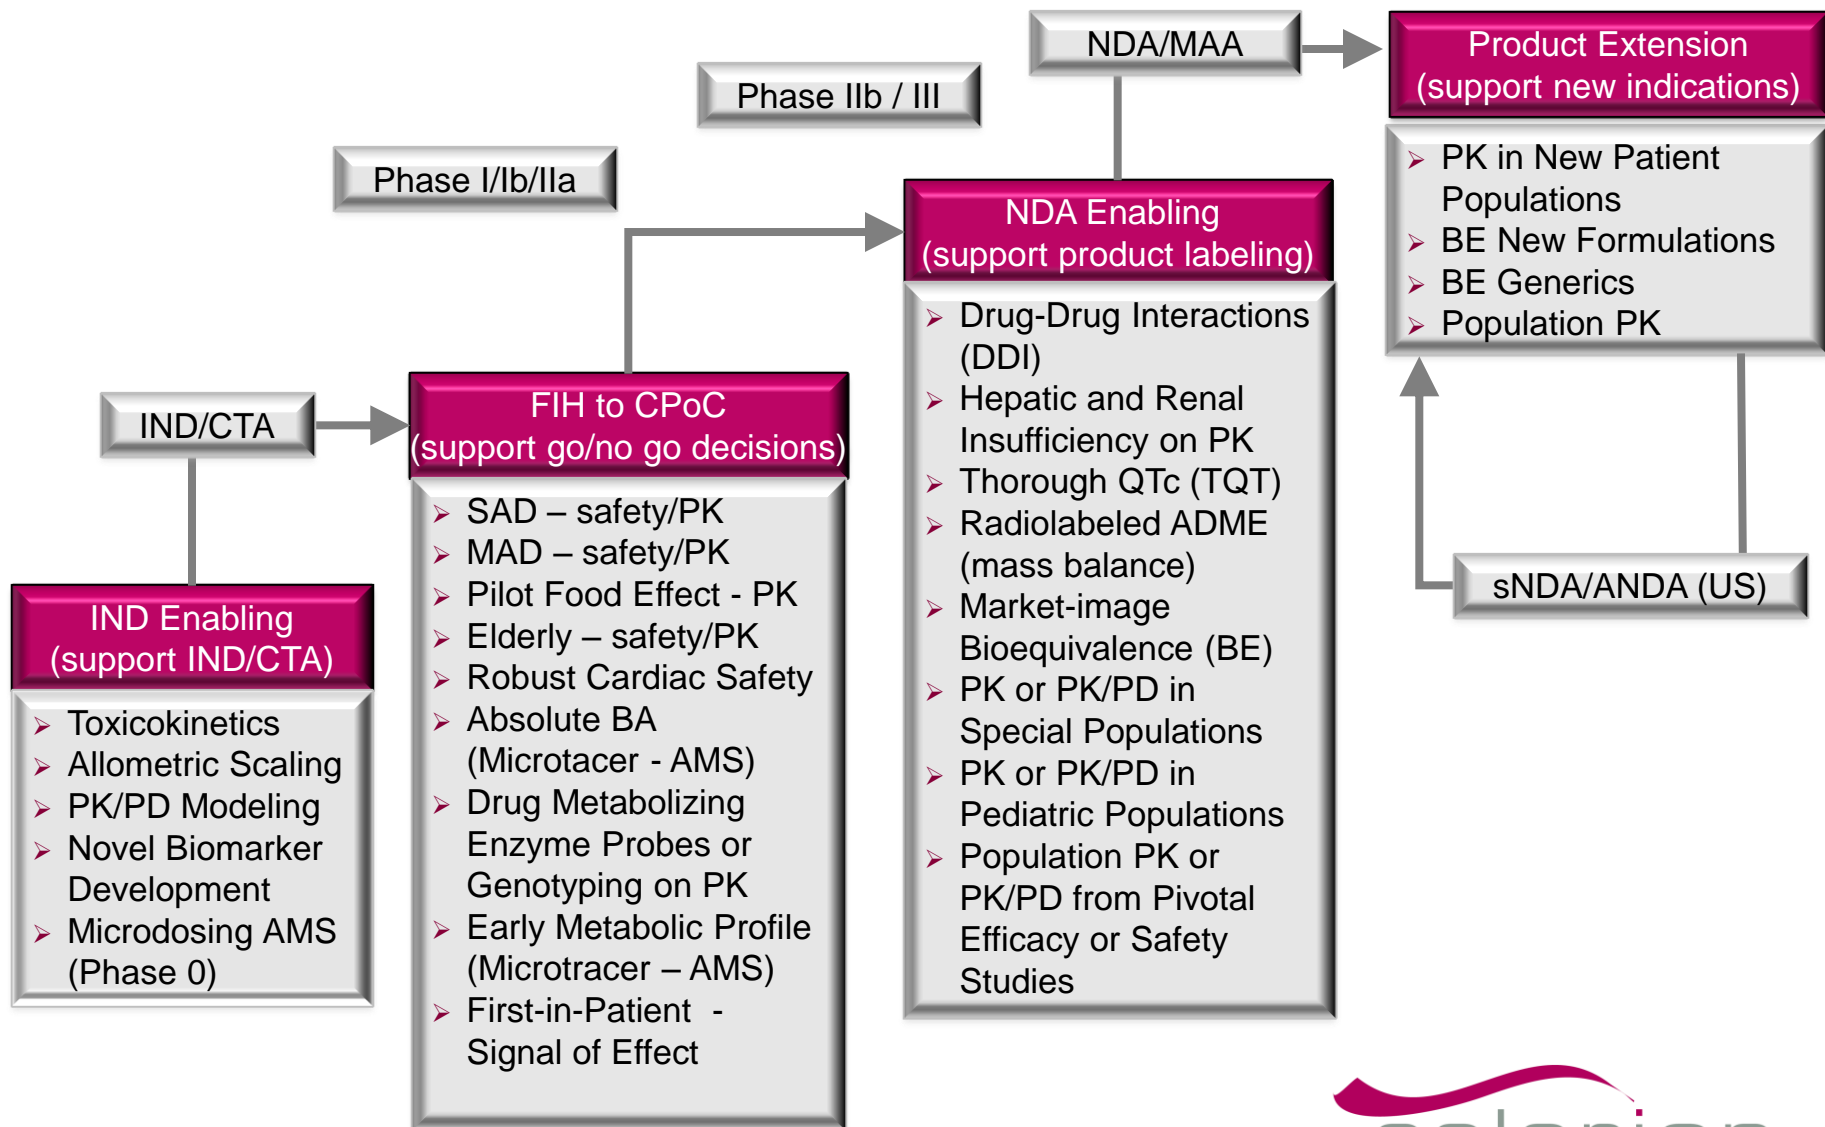 NDA/MAA
Product Extension
(support new indications)
Phase IIb / III
➢ PK in New Patient
Populations
➢ BE New Formulations
➢ BE Generics
➢ Population PK
Phase I/Ib/IIa
NDA Enabling
(support product labeling)
➢ Drug-Drug Interactions
(DDI)
➢ Hepatic and Renal
Insufficiency on PK
➢ Thorough QTc (TQT)
➢ Radiolabeled ADME
(mass balance)
➢ Market-image
Bioequivalence (BE)
➢ PK or PK/PD in
Special Populations
➢ PK or PK/PD in
Pediatric Populations
➢ Population PK or
PK/PD from Pivotal
Efficacy or Safety
Studies
sNDA/ANDA (US)
IND/CTA
FIH to CPoC
(support go/no go decisions)
➢ SAD – safety/PK
➢ MAD – safety/PK
➢ Pilot Food Effect - PK
➢ Elderly – safety/PK
➢ Robust Cardiac Safety
➢ Absolute BA
(Microtacer - AMS)
➢ Drug Metabolizing
Enzyme Probes or
Genotyping on PK
➢ Early Metabolic Profile
(Microtracer – AMS)
➢ First-in-Patient -
Signal of Effect
IND Enabling
(support IND/CTA)
➢ Toxicokinetics
➢ Allometric Scaling
➢ PK/PD Modeling
➢ Novel Biomarker
Development
➢ Microdosing AMS
(Phase 0)